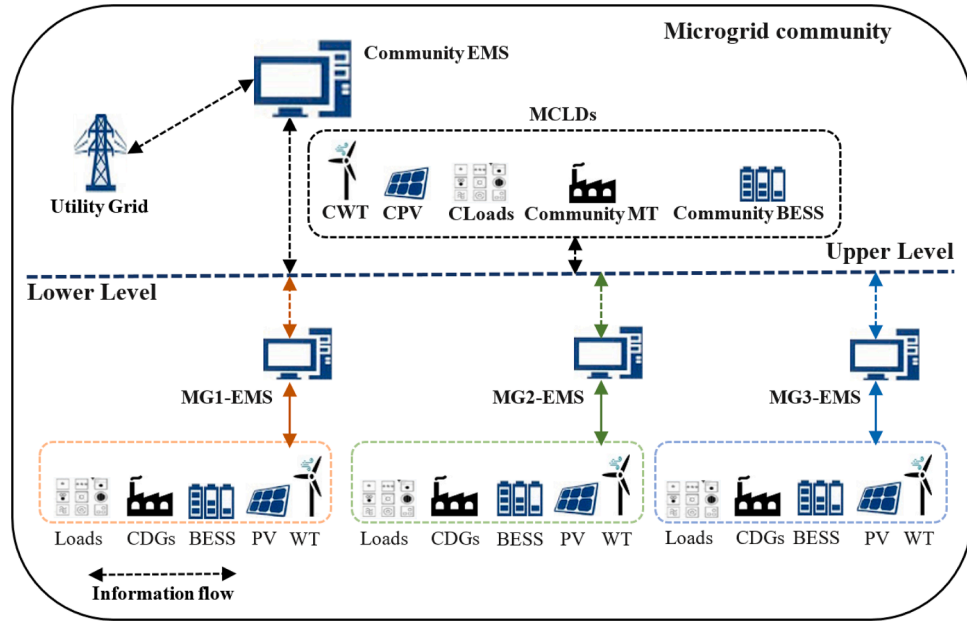 Microgrid community
Community EMS
MCLDs
Utility Grid
CWT CPV CLoads Community MT Community BESS
Upper Level
Lower Level
MG1-EMS MG2-EMS MG3-EMS
Loads CDGs BESS PV WT Loads CDGs BESS PV WT Loads CDGs BESS PV WT
Information flow